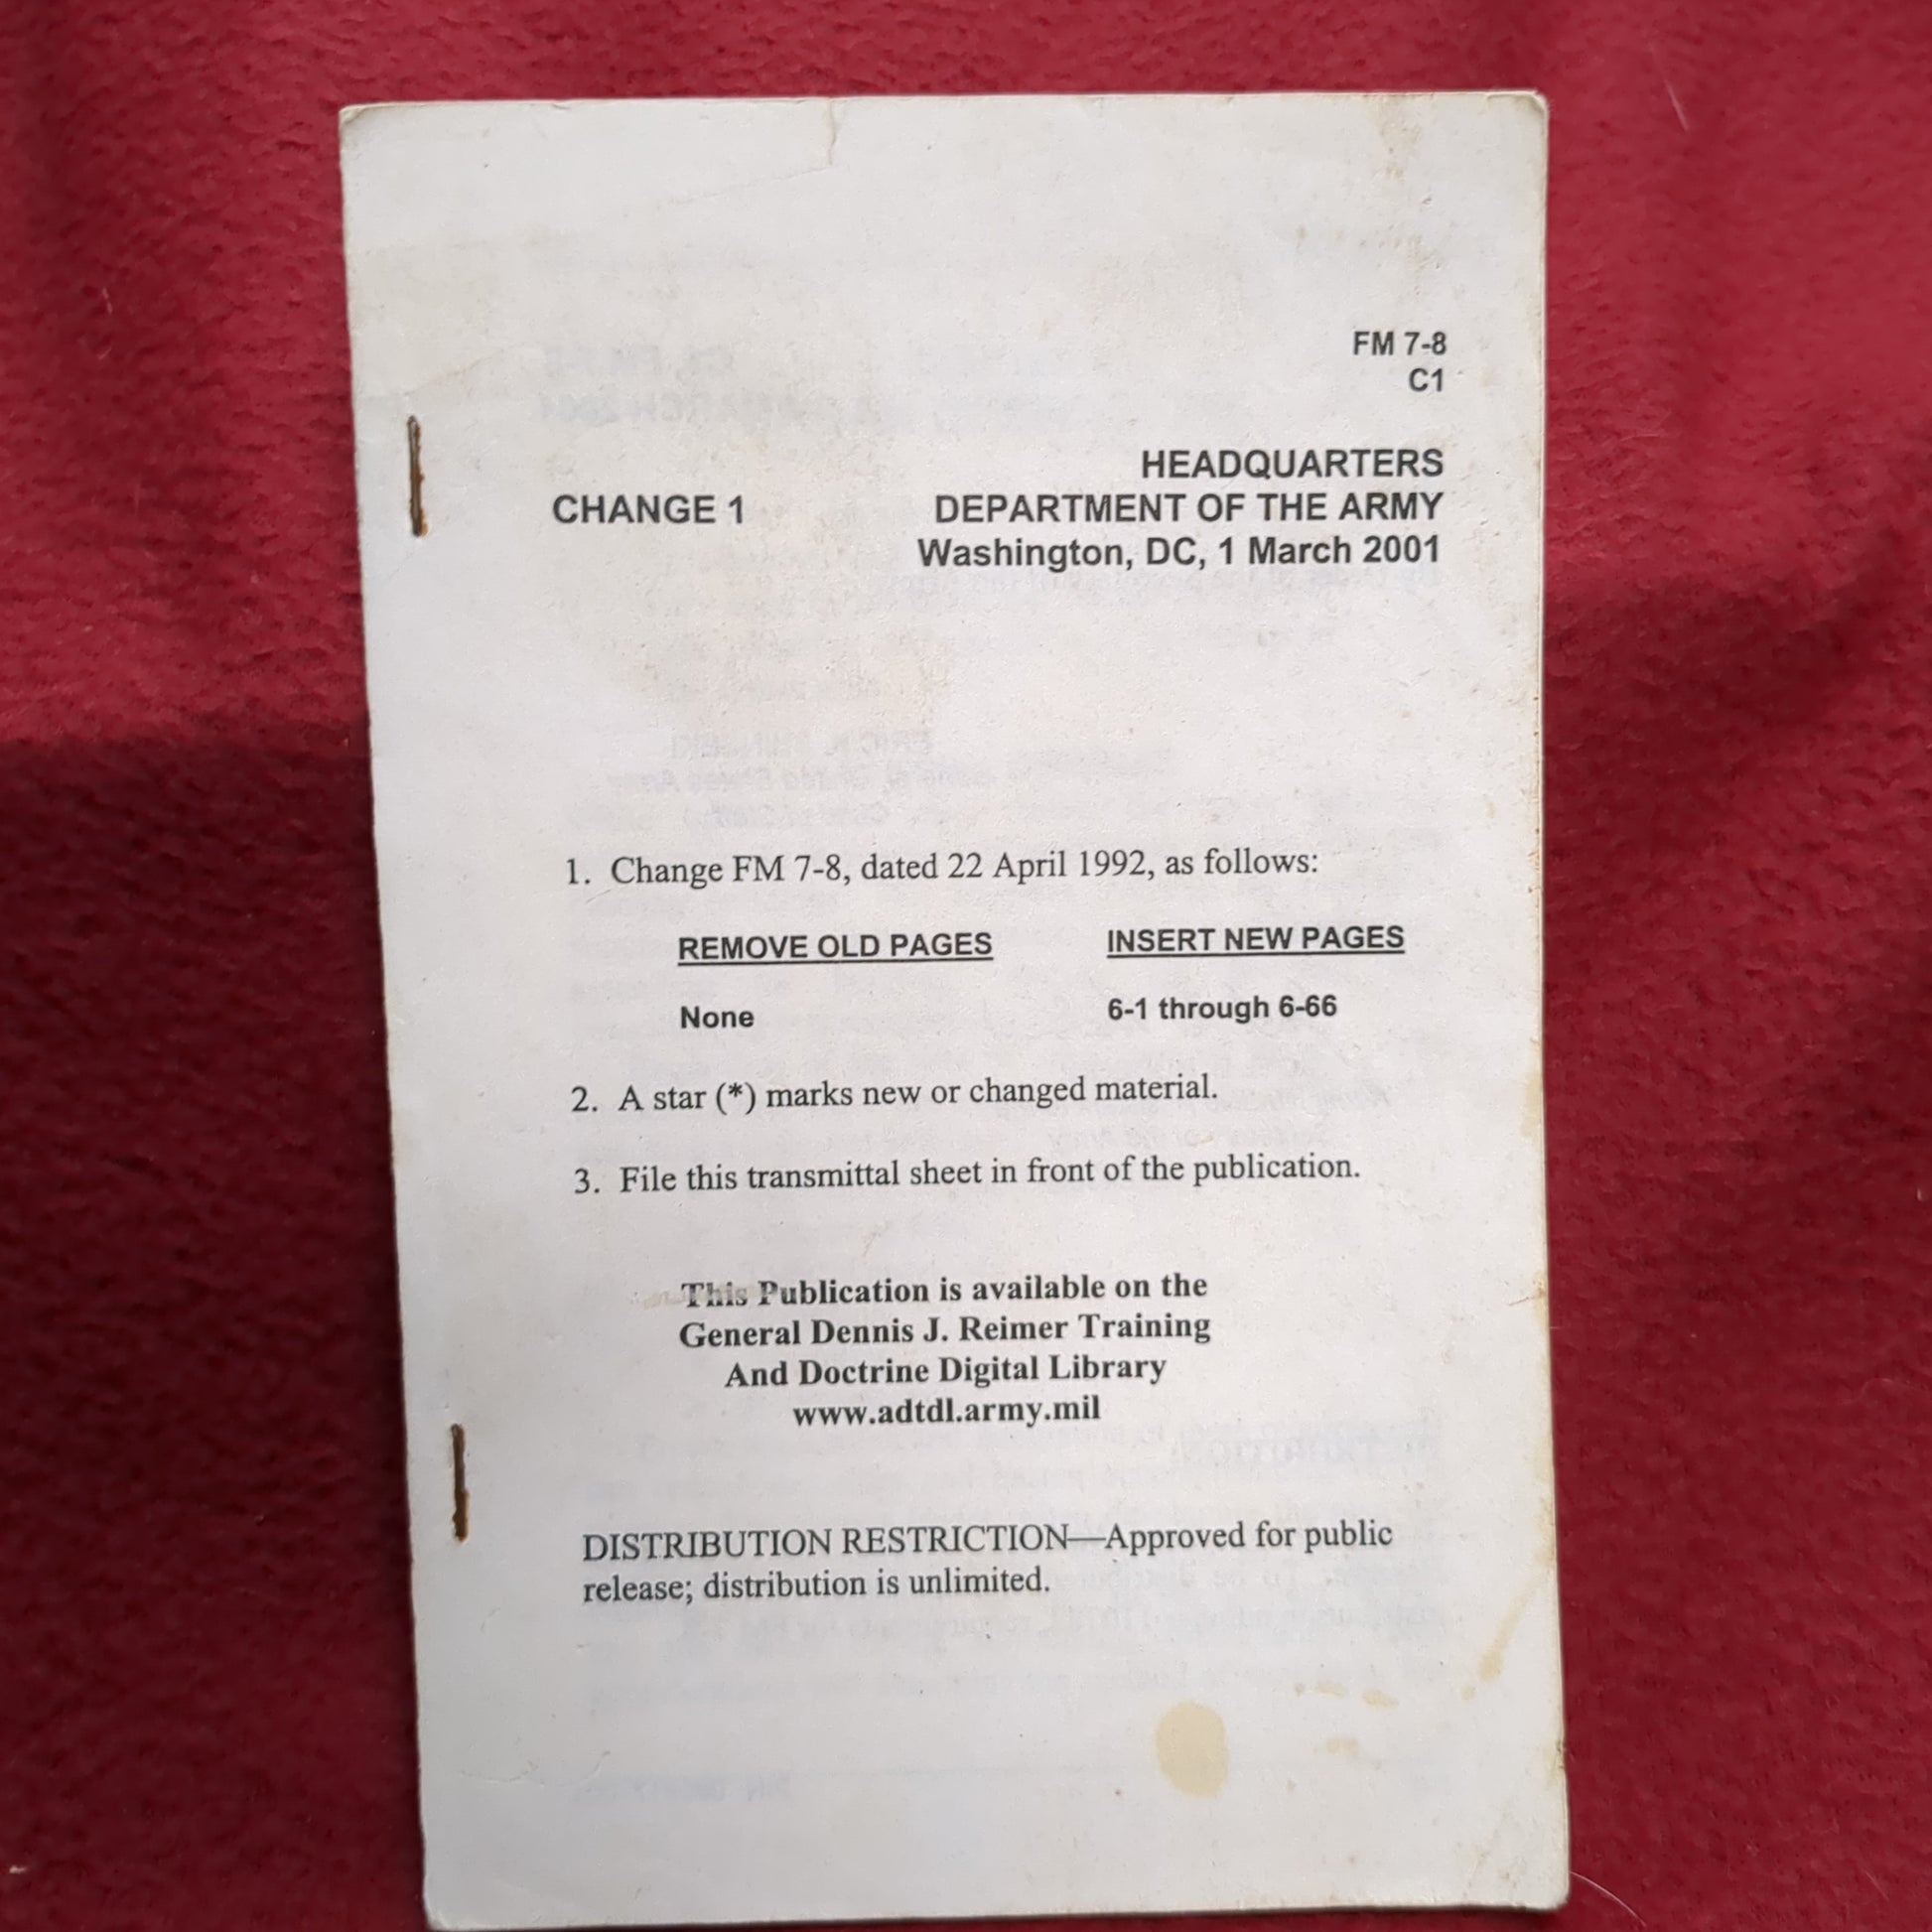 FM 7-8
C1
HEADQUARTERS
CHANGE 1 DEPARTMENT OF THE ARMY
Washington, DC, 1 March 2001
1. Change FM 7-8, dated 22 April 1992, as follows:
REMOVE OLD PAGES INSERT NEW PAGES
None 6-1 through 6-66
2. A star (*) marks new or changed material.
3. File this transmittal sheet in front of the publication.
This Publication is available on the
General Dennis J. Reimer Training
And Doctrine Digital Library
www.adtdl.army.mil
DISTRIBUTION RESTRICTION—Approved for public
release; distribution is unlimited.